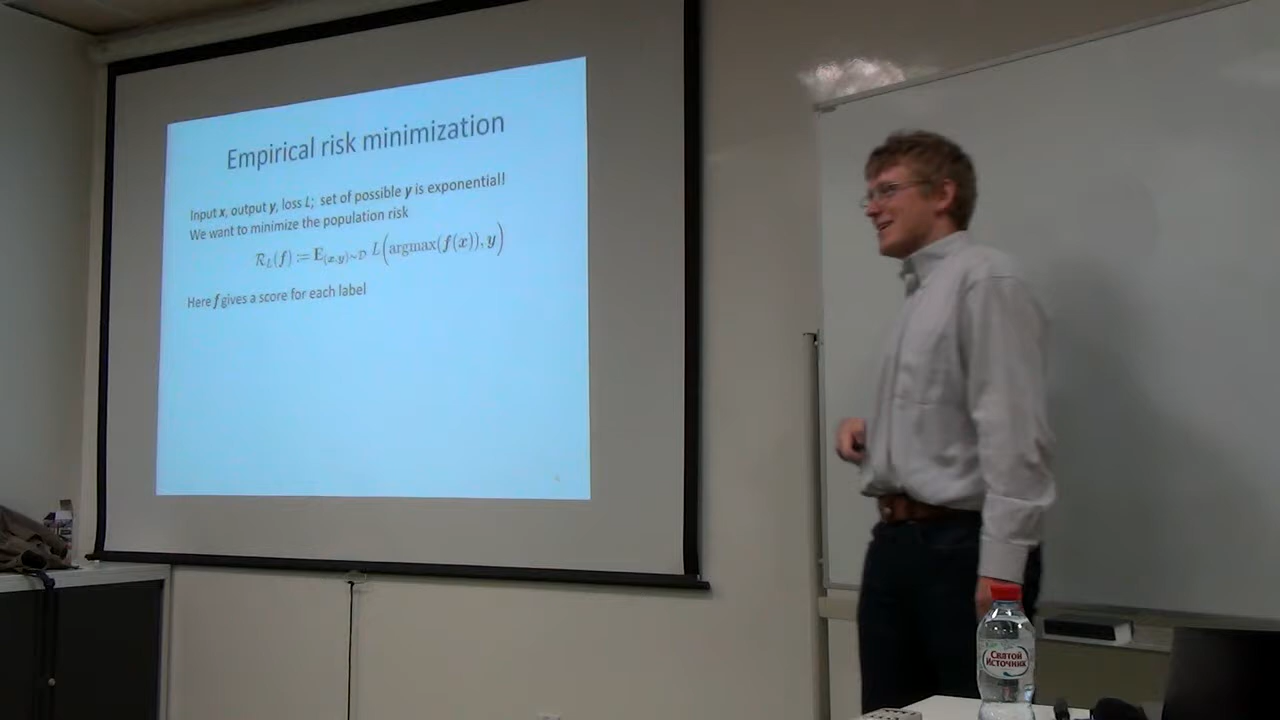 Empirical risk minimization
Input x, output y, loss L; set of possible y is exponential!
We want to minimize the population risk
R_L(f) := E_{(x,y)∼D} L(argmax(f(x)), y)
Here f gives a score for each label
Святой
Источник